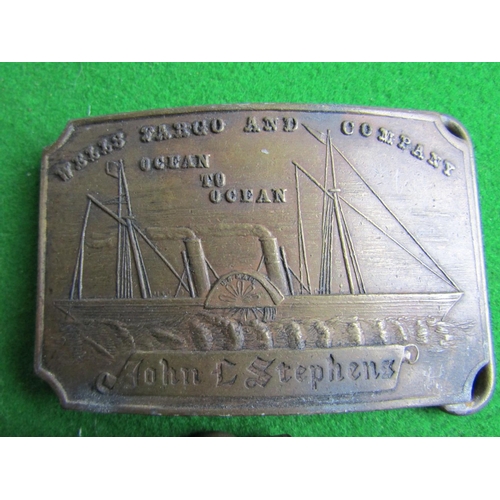 WELLS FARGO AND COMPANY
OCEAN
TO
OCEAN
John L Stephens